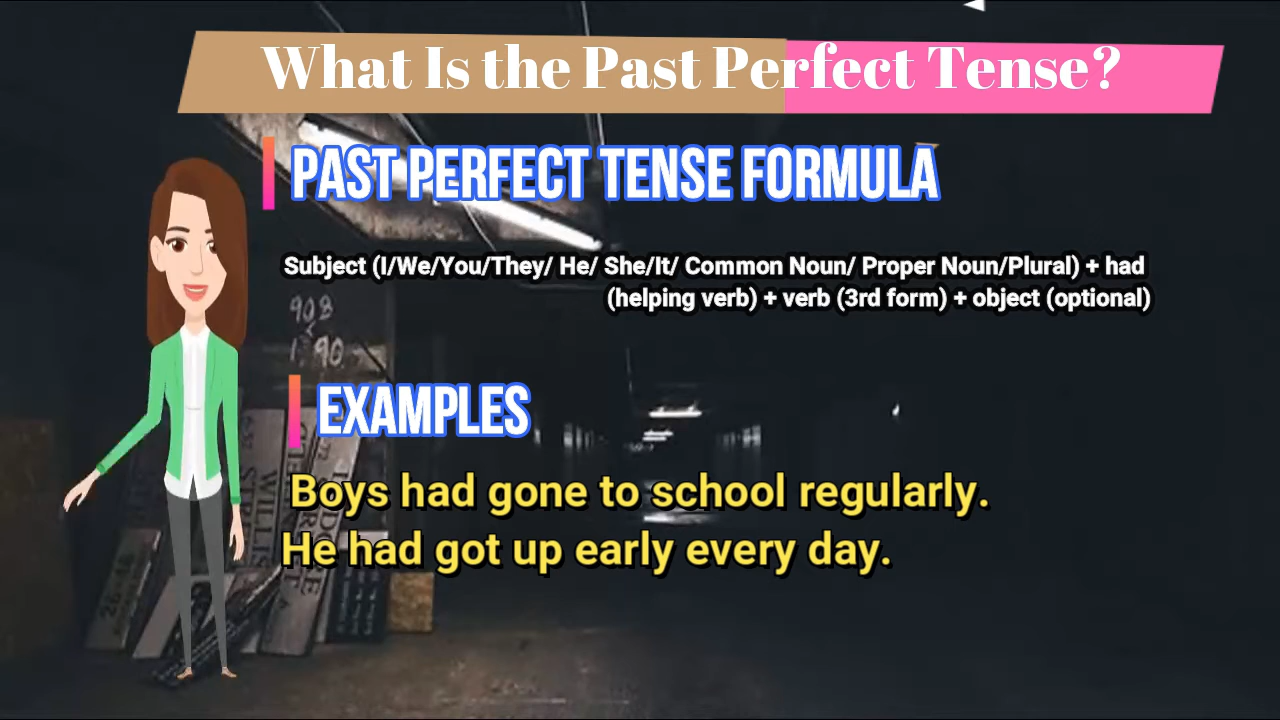 What Is the Past Perfect Tense?
PAST PERFECT TENSE FORMULA
Subject (I/We/You/They/ He/ She/It/ Common Noun/ Proper Noun/Plural) + had
(helping verb) + verb (3rd form) + object (optional)
908
EXAMPLES
Boys had gone to school regularly.
He had got up early every day.